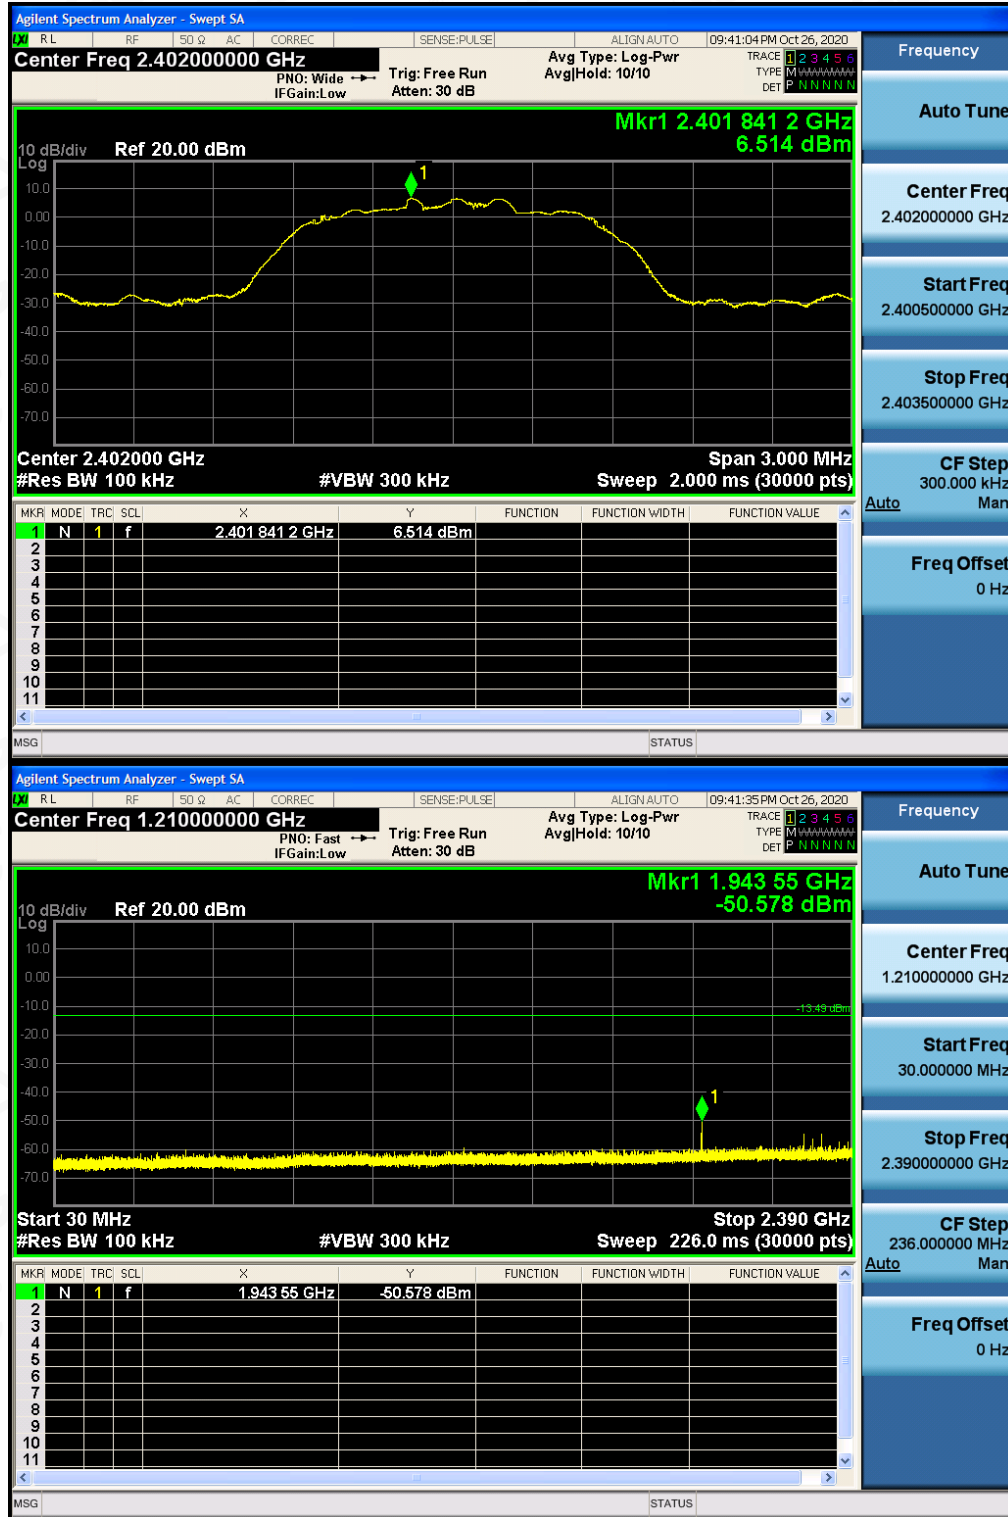 Agilent Spectrum Analyzer - Swept SA
LXI RL RF 50 Ω AC CORREC SENSE:PULSE ALIGN AUTO 09:41:04 PM Oct 26, 2020
Center Freq 2.402000000 GHz
PNO: Wide
IFGain:Low
Trig: Free Run
Atten: 30 dB
Avg Type: Log-Pwr
Avg|Hold: 10/10
TRACE 1 2 3 4 5 6
TYPE M
DET P N N N N N
Frequency
Auto Tune
Center Freq
2.402000000 GHz
Start Freq
2.400500000 GHz
Stop Freq
2.403500000 GHz
CF Step
300.000 kHz
Auto Man
Freq Offset
0 Hz
Mkr1 2.401 841 2 GHz
6.514 dBm
10 dB/div Ref 20.00 dBm
Log
1
10.0
0.00
-10.0
-20.0
-30.0
-40.0
-50.0
-60.0
-70.0
Center 2.402000 GHz Span 3.000 MHz
#Res BW 100 kHz #VBW 300 kHz Sweep 2.000 ms (30000 pts)
MKR MODE TRC SCL X Y FUNCTION FUNCTION WIDTH FUNCTION VALUE
1 N 1 f 2.401 841 2 GHz 6.514 dBm
2
3
4
5
6
7
8
9
10
11
MSG STATUS
Agilent Spectrum Analyzer - Swept SA
LXI RL RF 50 Ω AC CORREC SENSE:PULSE ALIGN AUTO 09:41:35 PM Oct 26, 2020
Center Freq 1.210000000 GHz
PNO: Fast
IFGain:Low
Trig: Free Run
Atten: 30 dB
Avg Type: Log-Pwr
Avg|Hold: 10/10
TRACE 1 2 3 4 5 6
TYPE M
DET P N N N N N
Frequency
Auto Tune
Center Freq
1.210000000 GHz
Start Freq
30.000000 MHz
Stop Freq
2.390000000 GHz
CF Step
236.000000 MHz
Auto Man
Freq Offset
0 Hz
Mkr1 1.943 55 GHz
-50.578 dBm
10 dB/div Ref 20.00 dBm
Log
10.0
0.00
-10.0
-13.49 dBm
-20.0
-30.0
-40.0
1
-50.0
-60.0
-70.0
Start 30 MHz Stop 2.390 GHz
#Res BW 100 kHz #VBW 300 kHz Sweep 226.0 ms (30000 pts)
MKR MODE TRC SCL X Y FUNCTION FUNCTION WIDTH FUNCTION VALUE
1 N 1 f 1.943 55 GHz -50.578 dBm
2
3
4
5
6
7
8
9
10
11
MSG STATUS